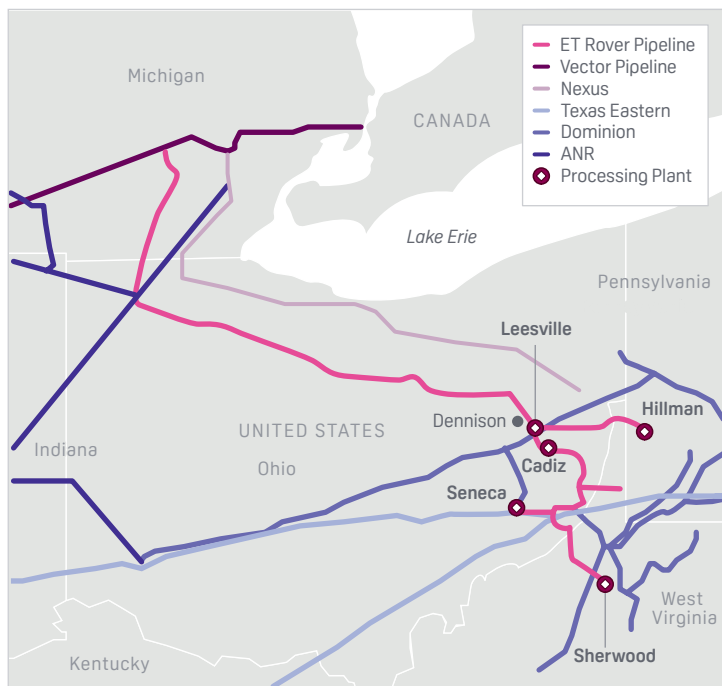 ET Rover Pipeline
Vector Pipeline
Nexus
Texas Eastern
Dominion
ANR
Processing Plant
Michigan
CANADA
Lake Erie
Pennsylvania
Leesville
Hillman
Dennison
UNITED STATES
Indiana
Cadiz
Ohio
Seneca
West
Virginia
Sherwood
Kentucky